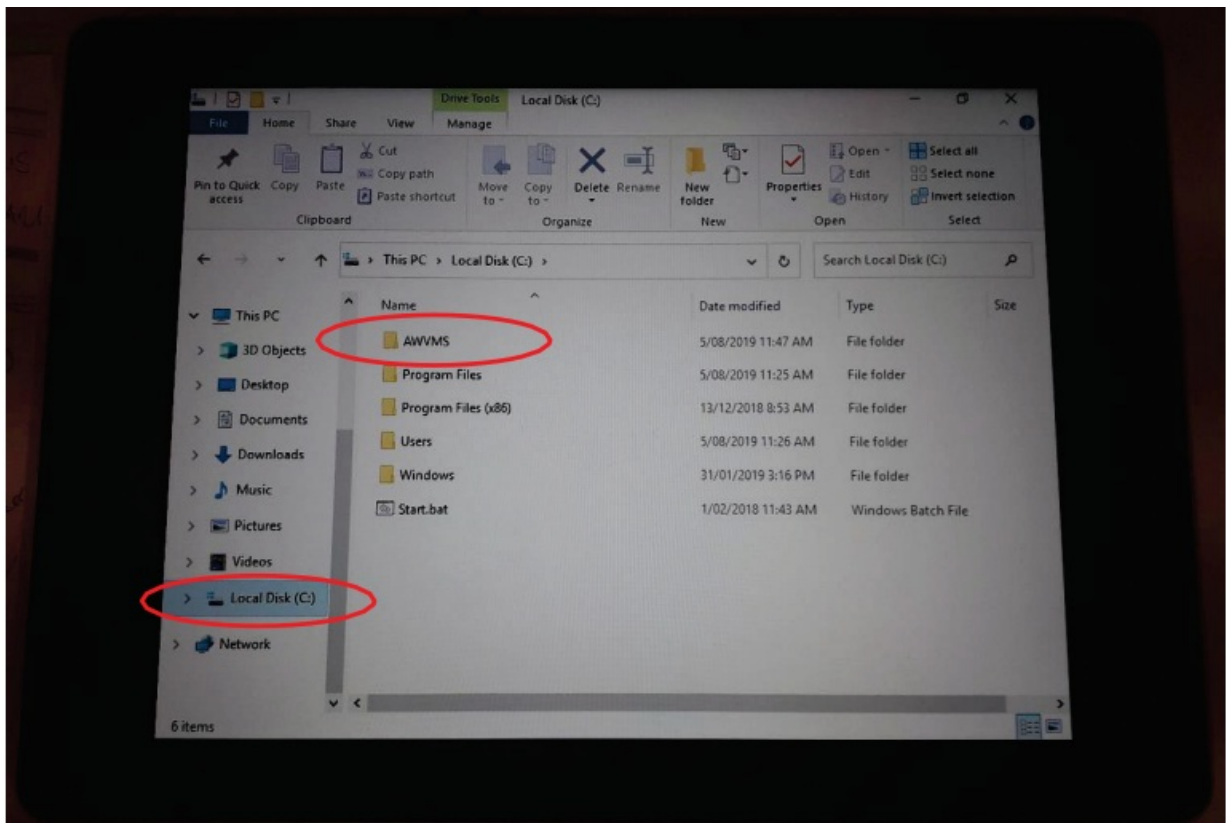 Drive Tools Local Disk (C:)
File Home Share View Manage
Pin to Quick access
Copy
Paste
Cut
Copy path
Paste shortcut
Clipboard
Move to
Copy to
Delete
Rename
Organize
New folder
New
Properties
Open
Edit
History
Open
Select all
Select none
Invert selection
Select
This PC > Local Disk (C:) >
Search Local Disk (C:)
This PC
3D Objects
Desktop
Documents
Downloads
Music
Pictures
Videos
Local Disk (C:)
Network
Name Date modified Type Size
AWVMS 5/08/2019 11:47 AM File folder
Program Files 5/08/2019 11:25 AM File folder
Program Files (x86) 13/12/2018 8:53 AM File folder
Users 5/08/2019 11:26 AM File folder
Windows 31/01/2019 3:16 PM File folder
Start.bat 1/02/2018 11:43 AM Windows Batch File
6 items